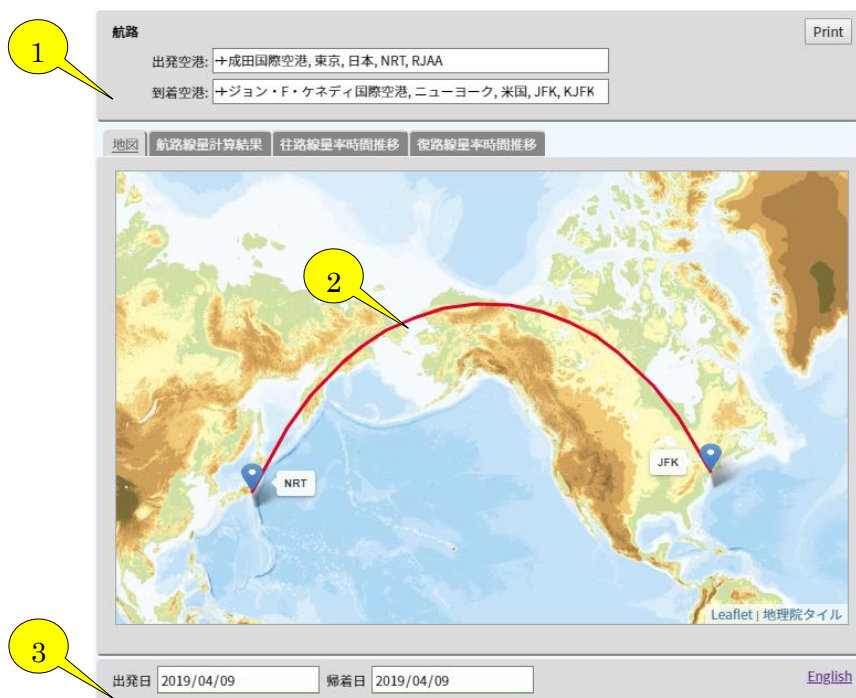 1
航路
Print
出発空港: 成田国際空港, 東京, 日本, NRT, RJAA
到着空港: ジョン・F・ケネディ国際空港, ニューヨーク, 米国, JFK, KJFK
地図 航路線量計算結果 往路線量率時間推移 復路線量率時間推移
2
JFK
NRT
Leaflet | 地理院タイル
3
出発日 2019/04/09 帰着日 2019/04/09
English